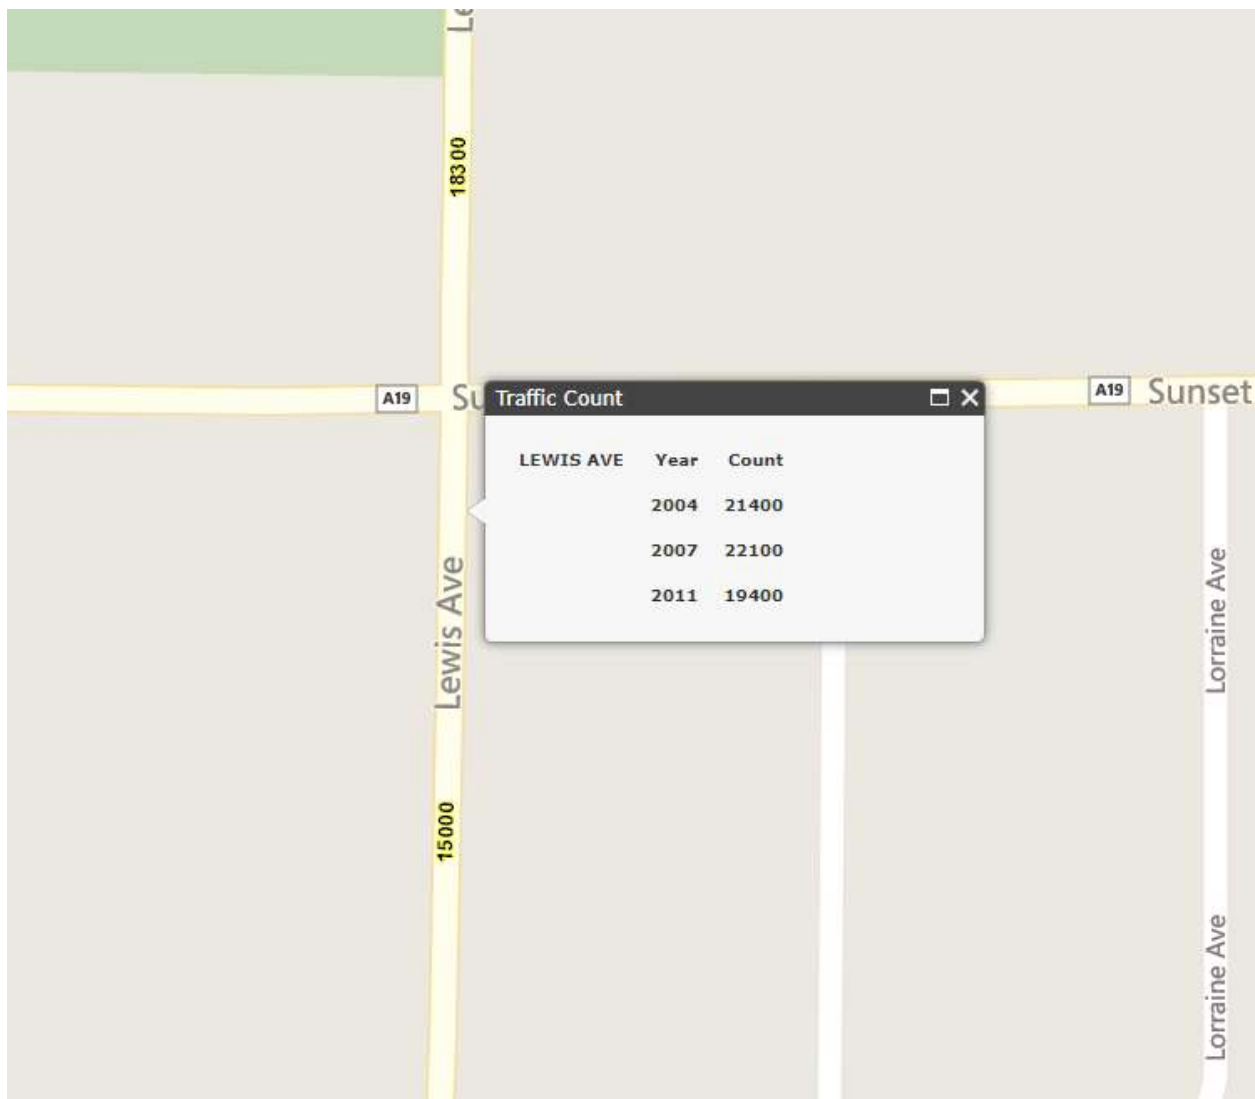 Le
18300
A19
Su
Traffic Count
A19
Sunset
LEWIS AVE Year Count
2004 21400
2007 22100
2011 19400
Lewis Ave
Lorraine Ave
15000
Lorraine Ave